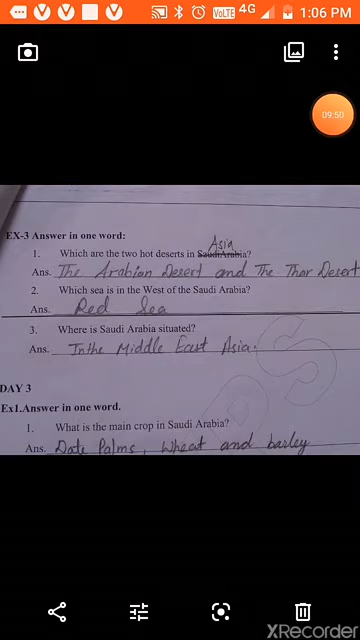 VoLTE 4G 1:06 PM
09:50
EX-3 Answer in one word:
Asia
1. Which are the two hot deserts in SaudiArabia?
Ans. The Arabian Desert and The Thar Desert
2. Which sea is in the West of the Saudi Arabia?
Ans. Red Sea
3. Where is Saudi Arabia situated?
Ans. In the Middle East Asia.
DAY 3
Ex1.Answer in one word.
1. What is the main crop in Saudi Arabia?
Ans. Date Palms, Wheat and barley
XRecorder